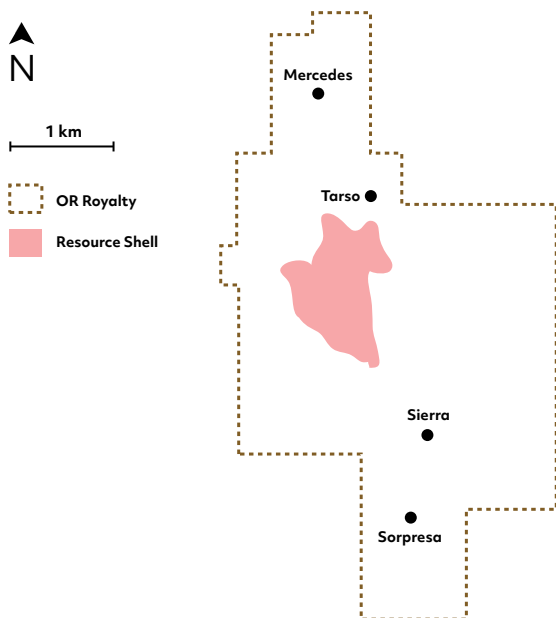 N
1 km
OR Royalty
Resource Shell
Mercedes
Tarso
Sierra
Sorpresa